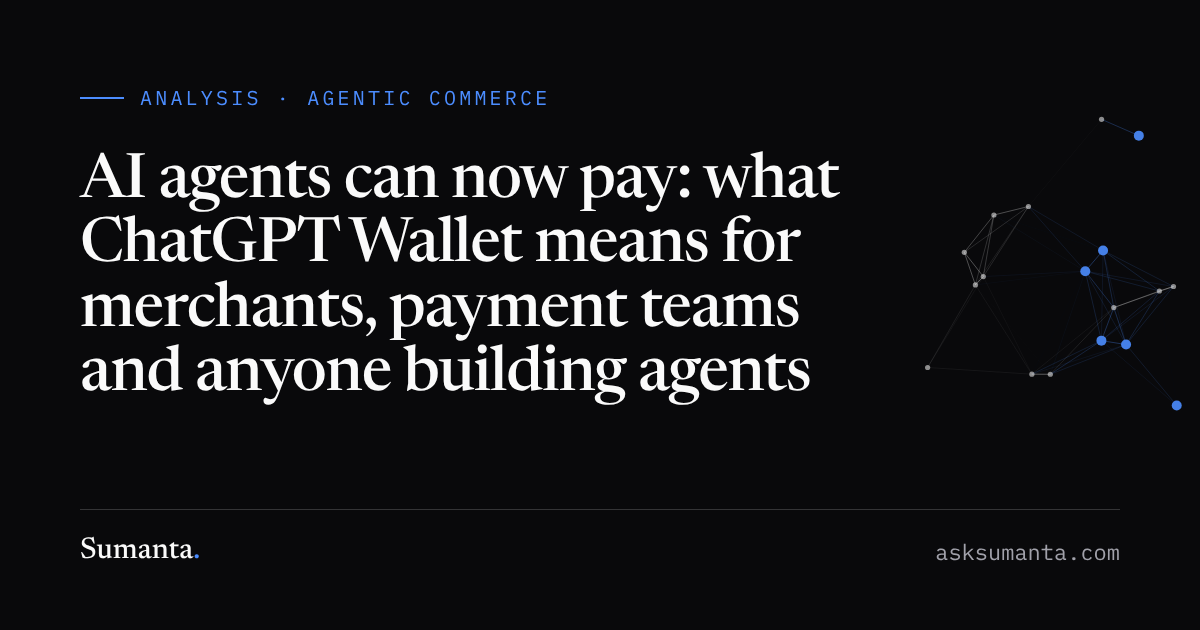 ANALYSIS · AGENTIC COMMERCE
AI agents can now pay: what
ChatGPT Wallet means for
merchants, payment teams
and anyone building agents
Sumanta.
asksumanta.com